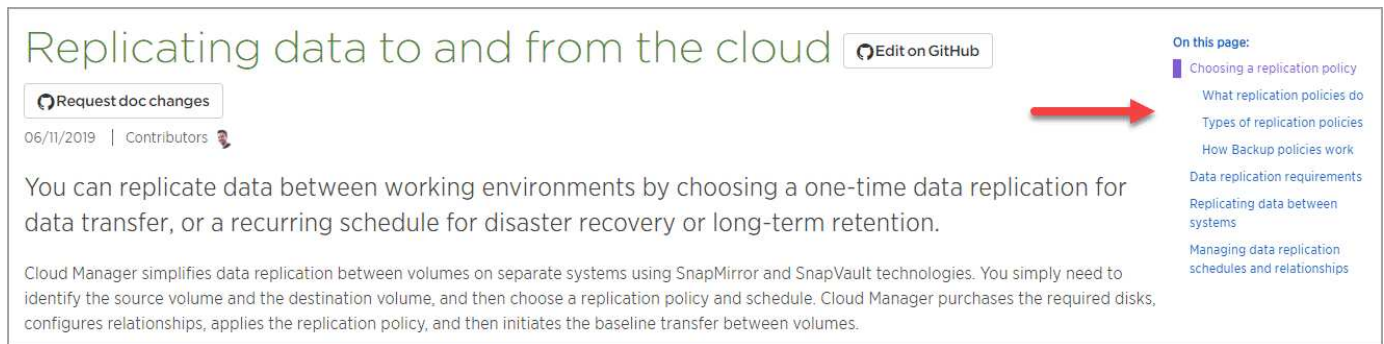 Replicating data to and from the cloud Edit on GitHub
Request doc changes
06/11/2019 | Contributors
You can replicate data between working environments by choosing a one-time data replication for
data transfer, or a recurring schedule for disaster recovery or long-term retention.
Cloud Manager simplifies data replication between volumes on separate systems using SnapMirror and SnapVault technologies. You simply need to
identify the source volume and the destination volume, and then choose a replication policy and schedule. Cloud Manager purchases the required disks,
configures relationships, applies the replication policy, and then initiates the baseline transfer between volumes.
On this page:
Choosing a replication policy
What replication policies do
Types of replication policies
How Backup policies work
Data replication requirements
Replicating data between
systems
Managing data replication
schedules and relationships